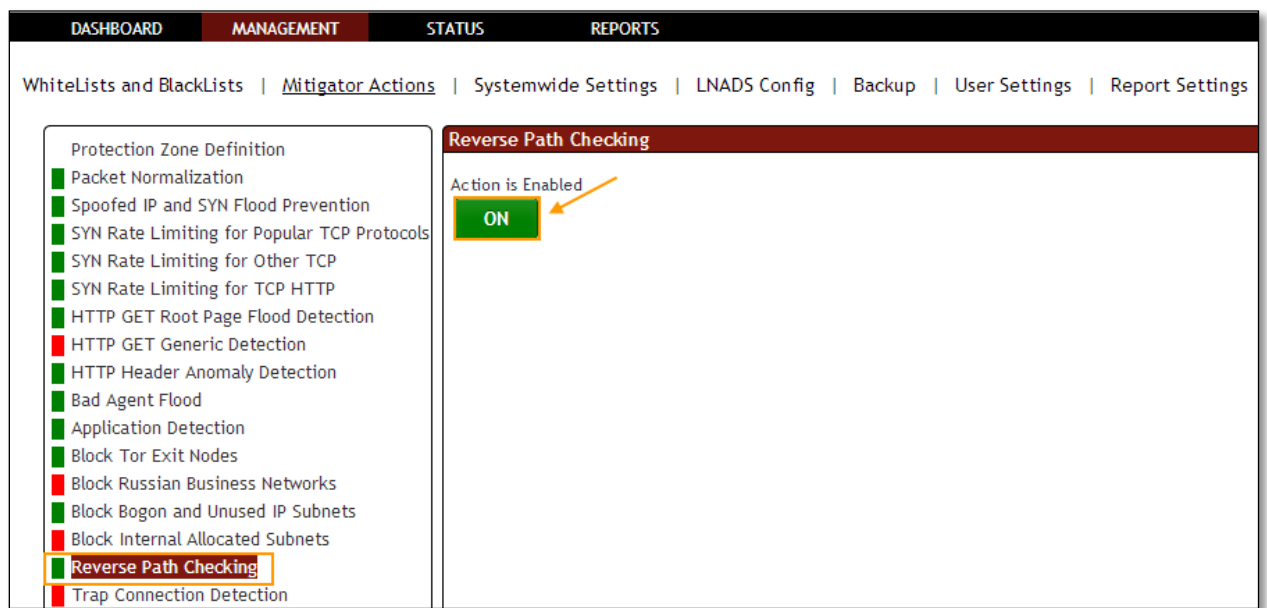 DASHBOARD MANAGEMENT STATUS REPORTS
WhiteLists and BlackLists | Mitigator Actions | Systemwide Settings | LNADS Config | Backup | User Settings | Report Settings
Protection Zone Definition
Packet Normalization
Spoofed IP and SYN Flood Prevention
SYN Rate Limiting for Popular TCP Protocols
SYN Rate Limiting for Other TCP
SYN Rate Limiting for TCP HTTP
HTTP GET Root Page Flood Detection
HTTP GET Generic Detection
HTTP Header Anomaly Detection
Bad Agent Flood
Application Detection
Block Tor Exit Nodes
Block Russian Business Networks
Block Bogon and Unused IP Subnets
Block Internal Allocated Subnets
Reverse Path Checking
Trap Connection Detection
Reverse Path Checking
Action is Enabled
ON